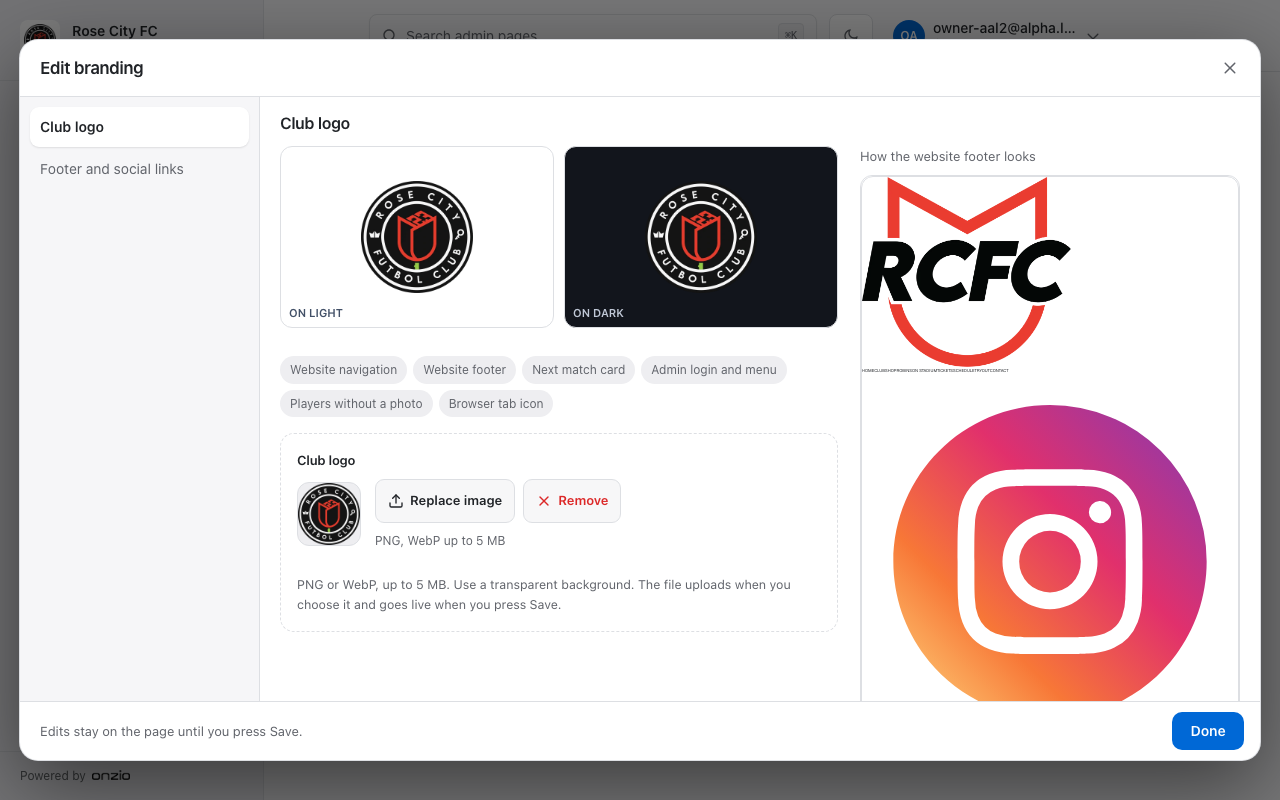 Rose City FC
Search admin pages
⌘K
OA
owner-aal2@alpha.l...
Edit branding
Club logo
Footer and social links
Club logo
ROSE CITY
FUTBOL CLUB
ON LIGHT
ROSE CITY
FUTBOL CLUB
ON DARK
How the website footer looks
RCFC
Website navigation
Website footer
Next match card
Admin login and menu
Players without a photo
Browser tab icon
Club logo
ROSE CITY
FUTBOL CLUB
Replace image
Remove
PNG, WebP up to 5 MB
PNG or WebP, up to 5 MB. Use a transparent background. The file uploads when you
choose it and goes live when you press Save.
Edits stay on the page until you press Save.
Done
Powered by onzio